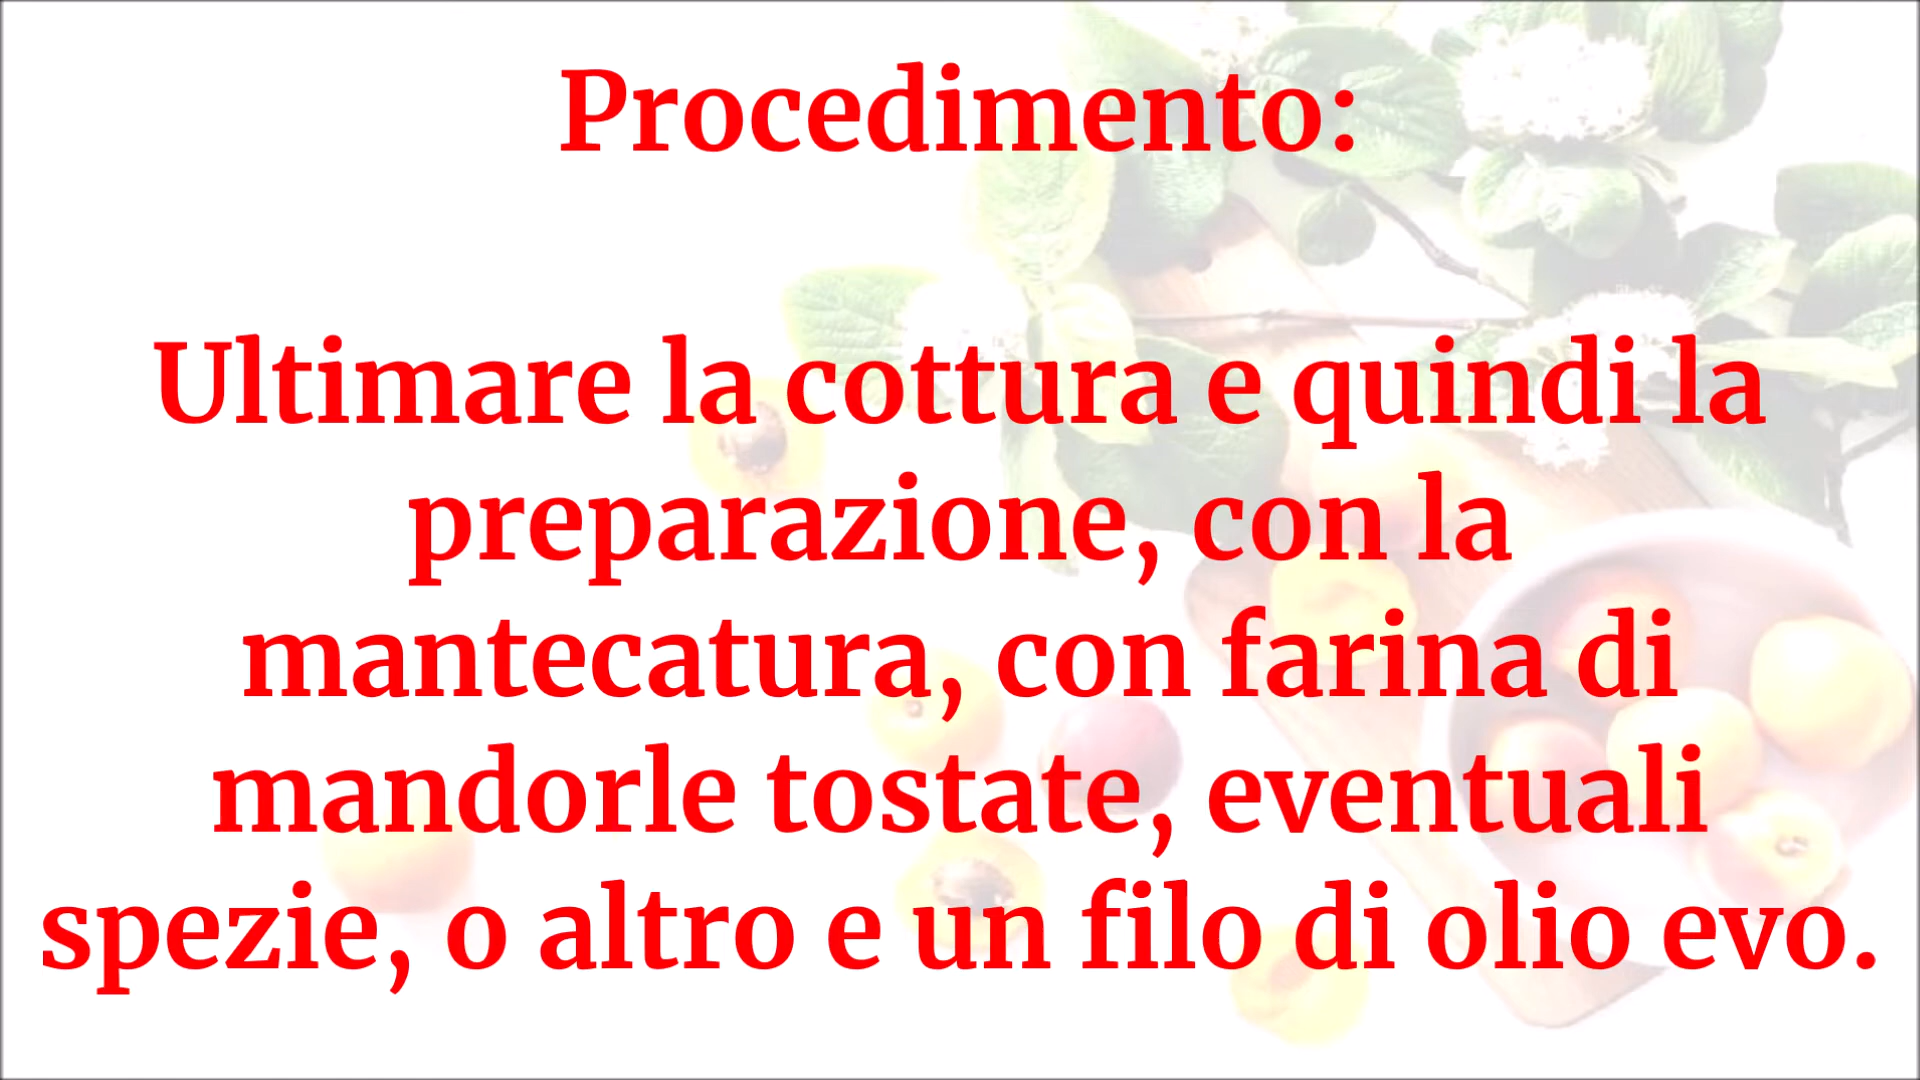 Procedimento:
Ultimare la cottura e quindi la
preparazione, con la
mantecatura, con farina di
mandorle tostate, eventuali
spezie, o altro e un filo di olio evo.